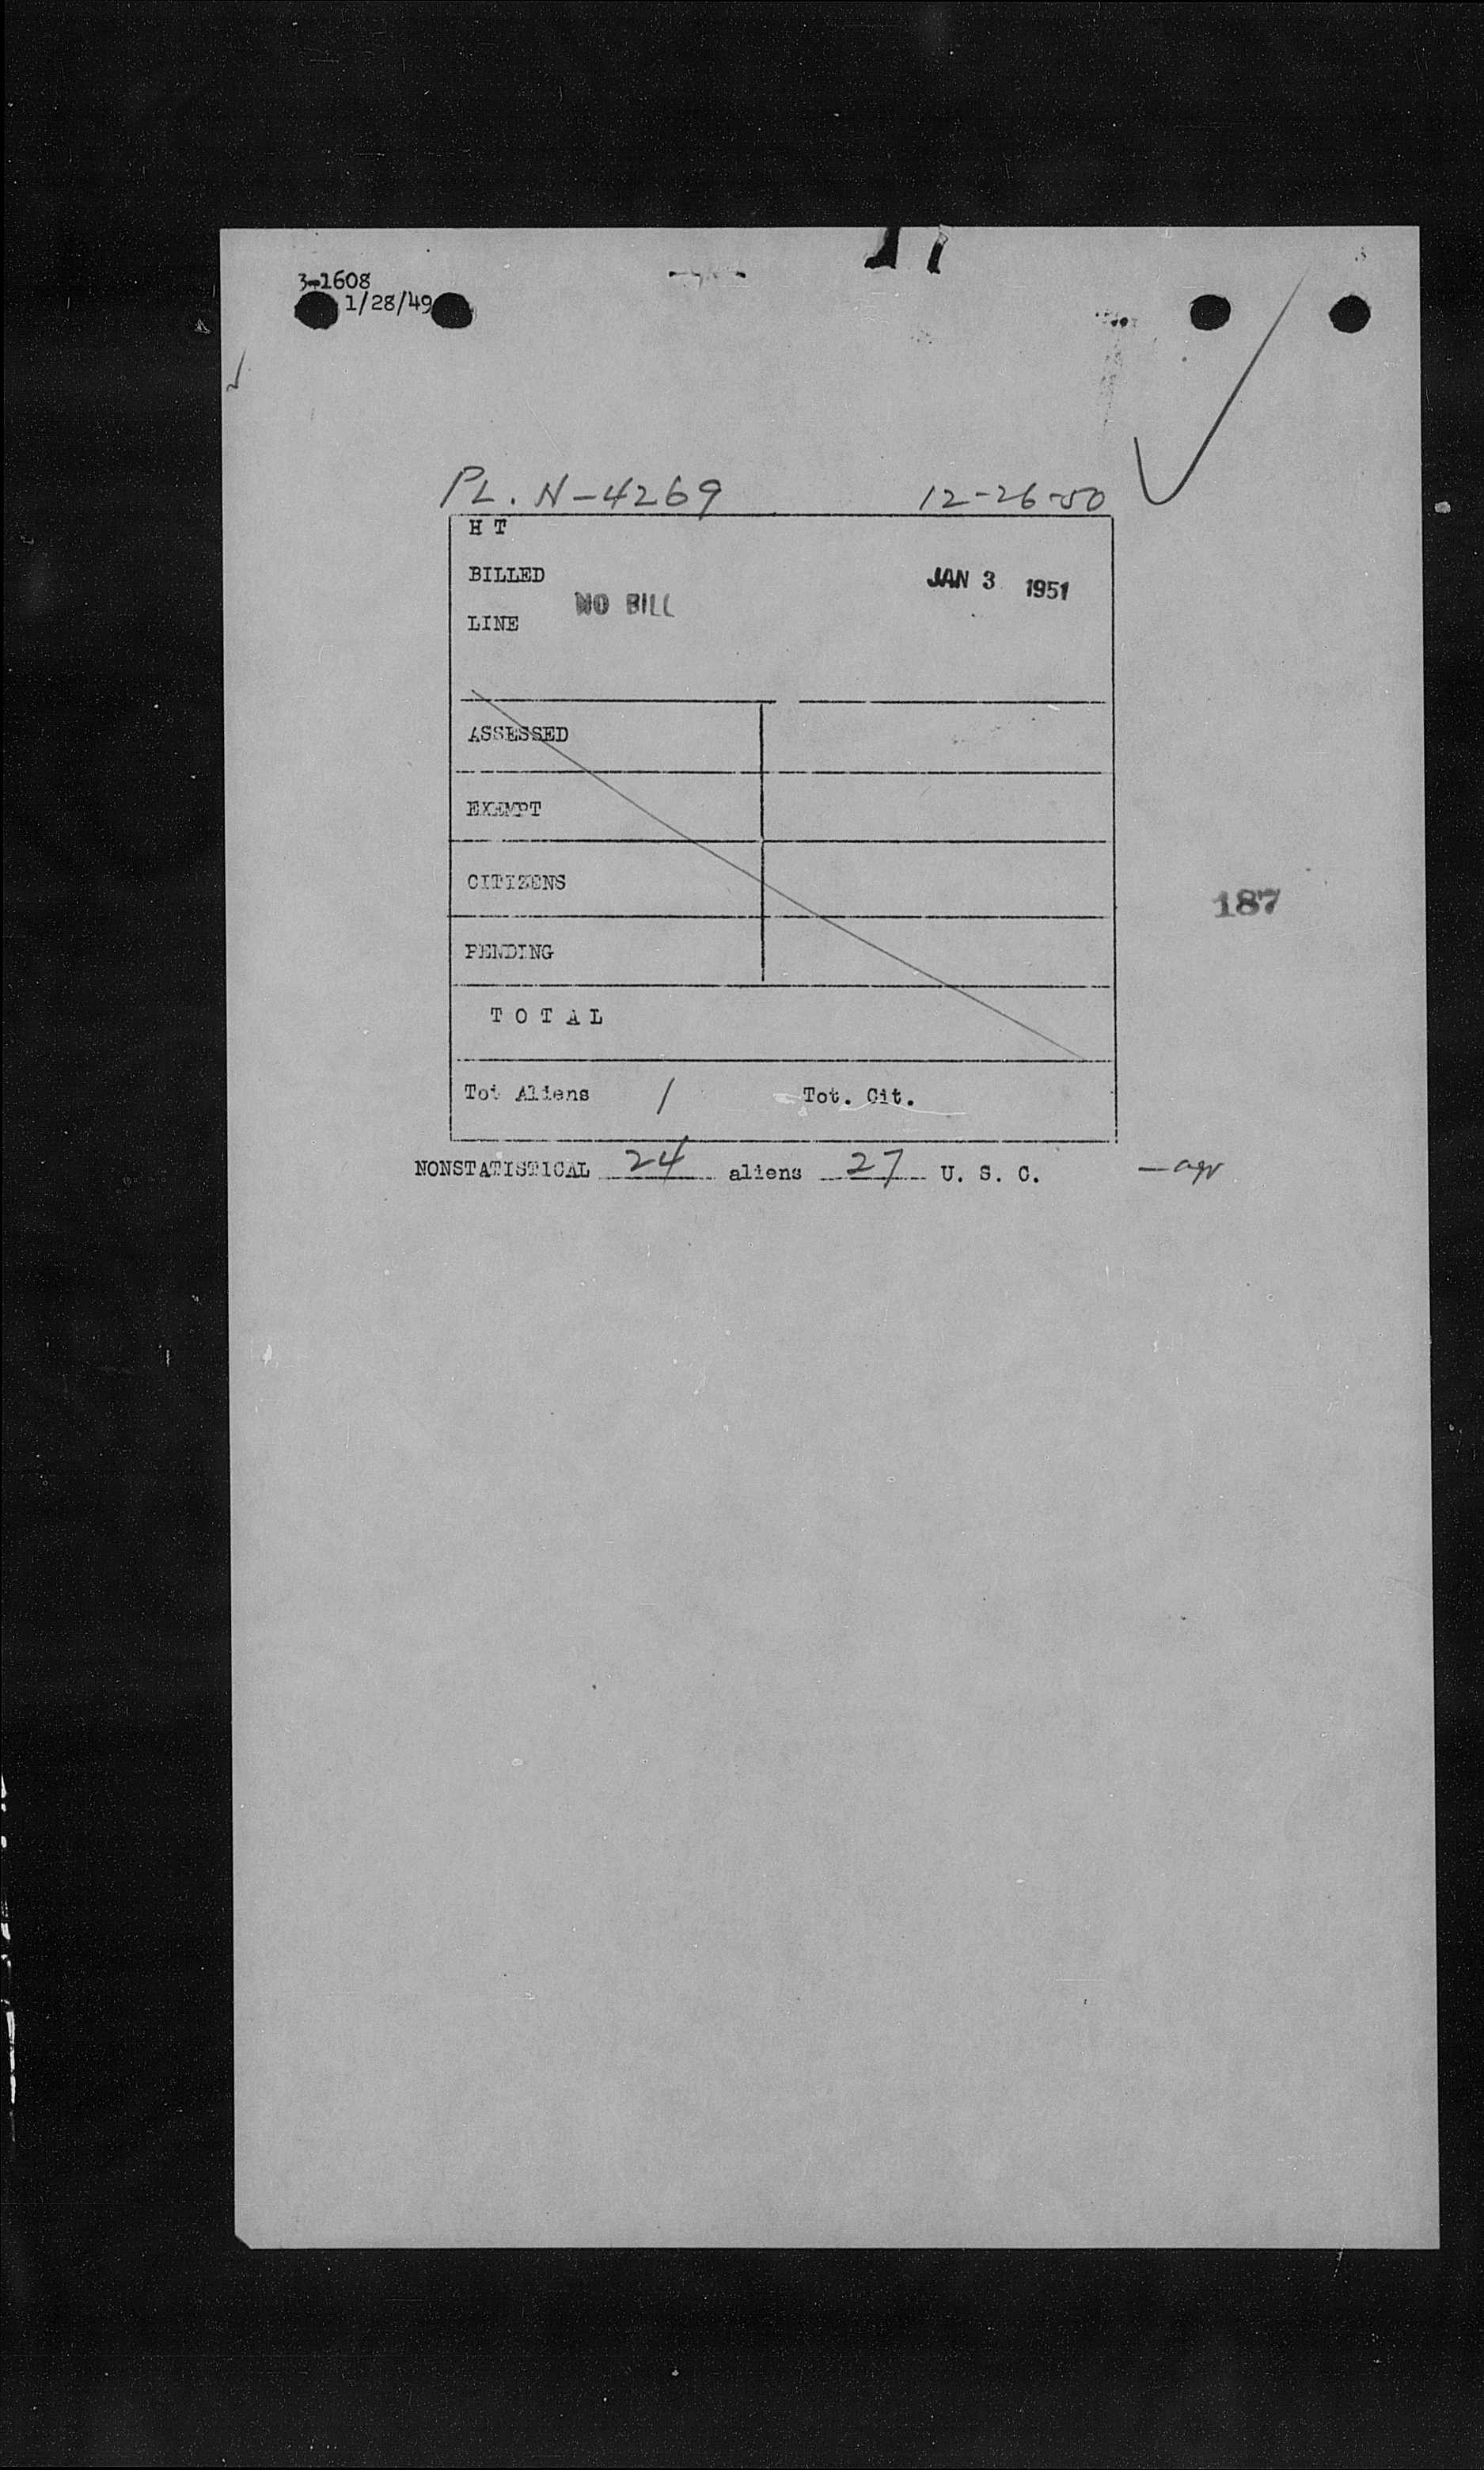 3-1608
1/28/49
PL. N-4269 12-26-50
H T
BILLED JAN 3 1951
NO BILL
LINE
ASSESSED
EXEMPT
CITIZENS
187
PENDING
T O T A L
Tot Aliens 1 Tot. Cit.
NONSTATISTICAL 24 aliens 27 U. S. C.